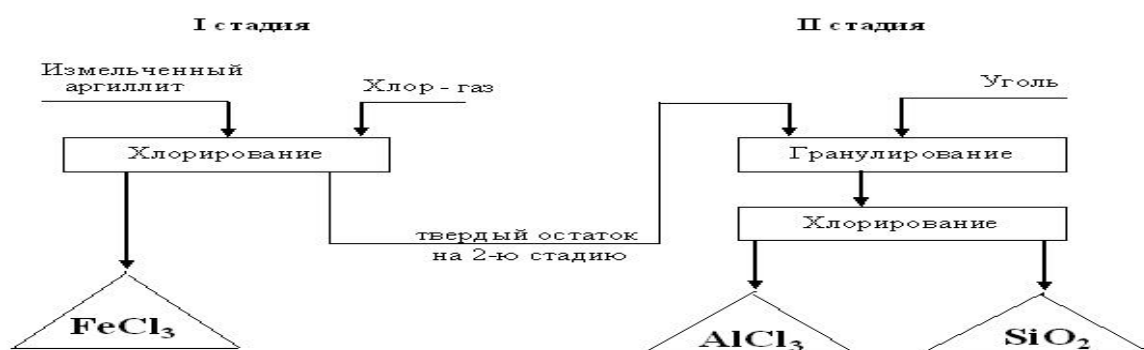 I стадия
II стадия
Измельченный
аргиллит
Хлор - газ
Уголь
Хлорирование
Гранулирование
Хлорирование
твердый остаток
на 2-ю стадию
FeCl₃
AlCl₃
SiO₂